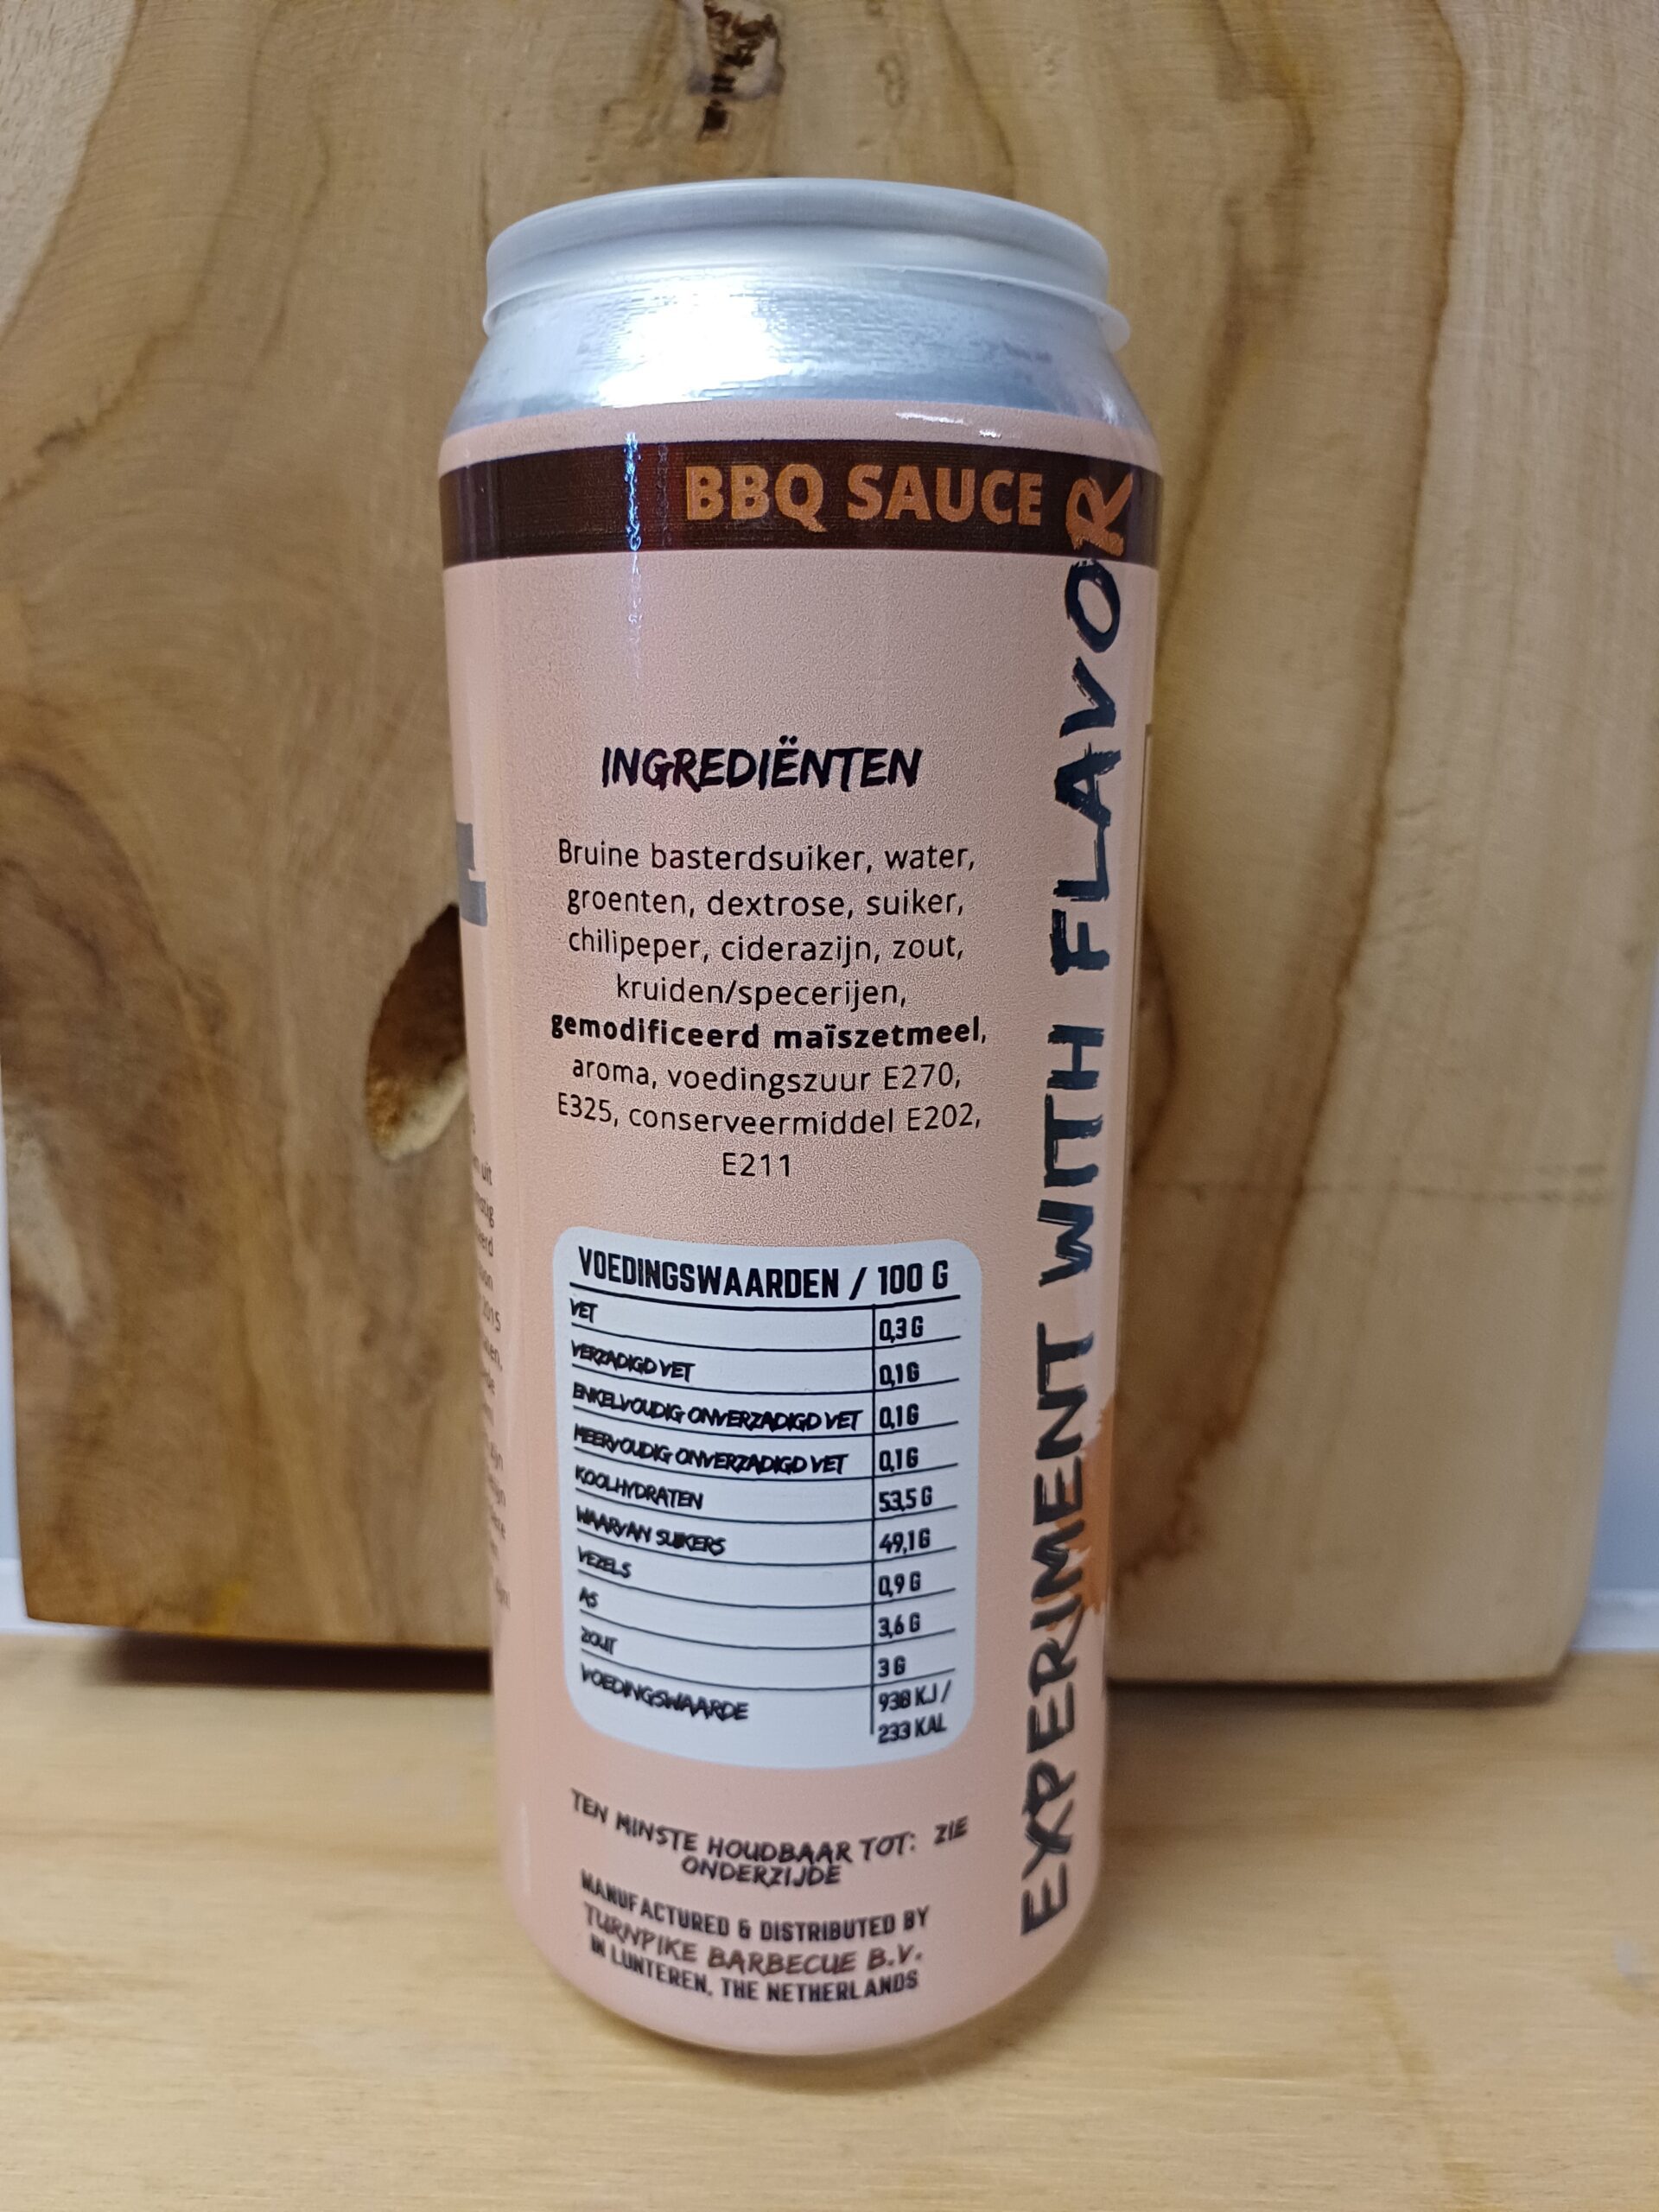 BBQ SAUCE
EXPERIMENT WITH FLAVOR
INGREDIËNTEN
Bruine basterdsuiker, water,
groenten, dextrose, suiker,
chilipeper, ciderazijn, zout,
kruiden/specerijen,
gemodificeerd maïszetmeel,
aroma, voedingszuur E270,
E325, conserveermiddel E202,
E211
VOEDINGSWAARDEN / 100 G
VET 0,3 G
VERZADIGD VET 0,1 G
ENKELVOUDIG ONVERZADIGD VET 0,1 G
MEERVOUDIG ONVERZADIGD VET 0,1 G
KOOLHYDRATEN 53,5 G
WAARVAN SUIKERS 49,1 G
VEZELS 0,9 G
AS 3,6 G
ZOUT 3 G
VOEDINGSWAARDE 938 KJ /
233 KAL
TEN MINSTE HOUDBAAR TOT: ZIE
ONDERZIJDE
MANUFACTURED & DISTRIBUTED BY
TURNPIKE BARBECUE B.V.
IN LUNTEREN, THE NETHERLANDS
uit
2015